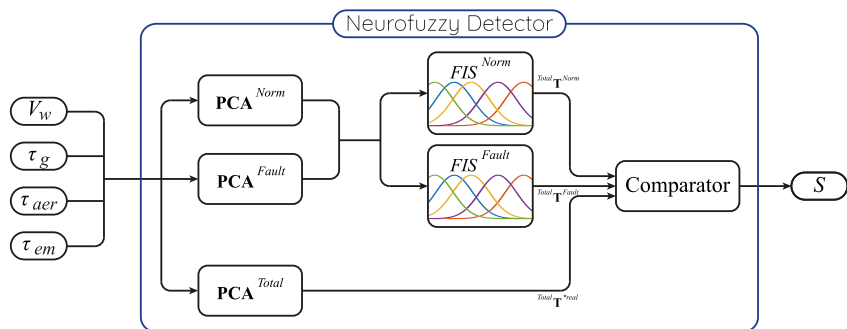 Neurofuzzy Detector
V_w
τ_g
τ_aer
τ_em
PCA^Norm
PCA^Fault
PCA^Total
FIS^Norm
FIS^Fault
^Total T^Norm
^Total T^Fault
^Total T^*real
Comparator
S